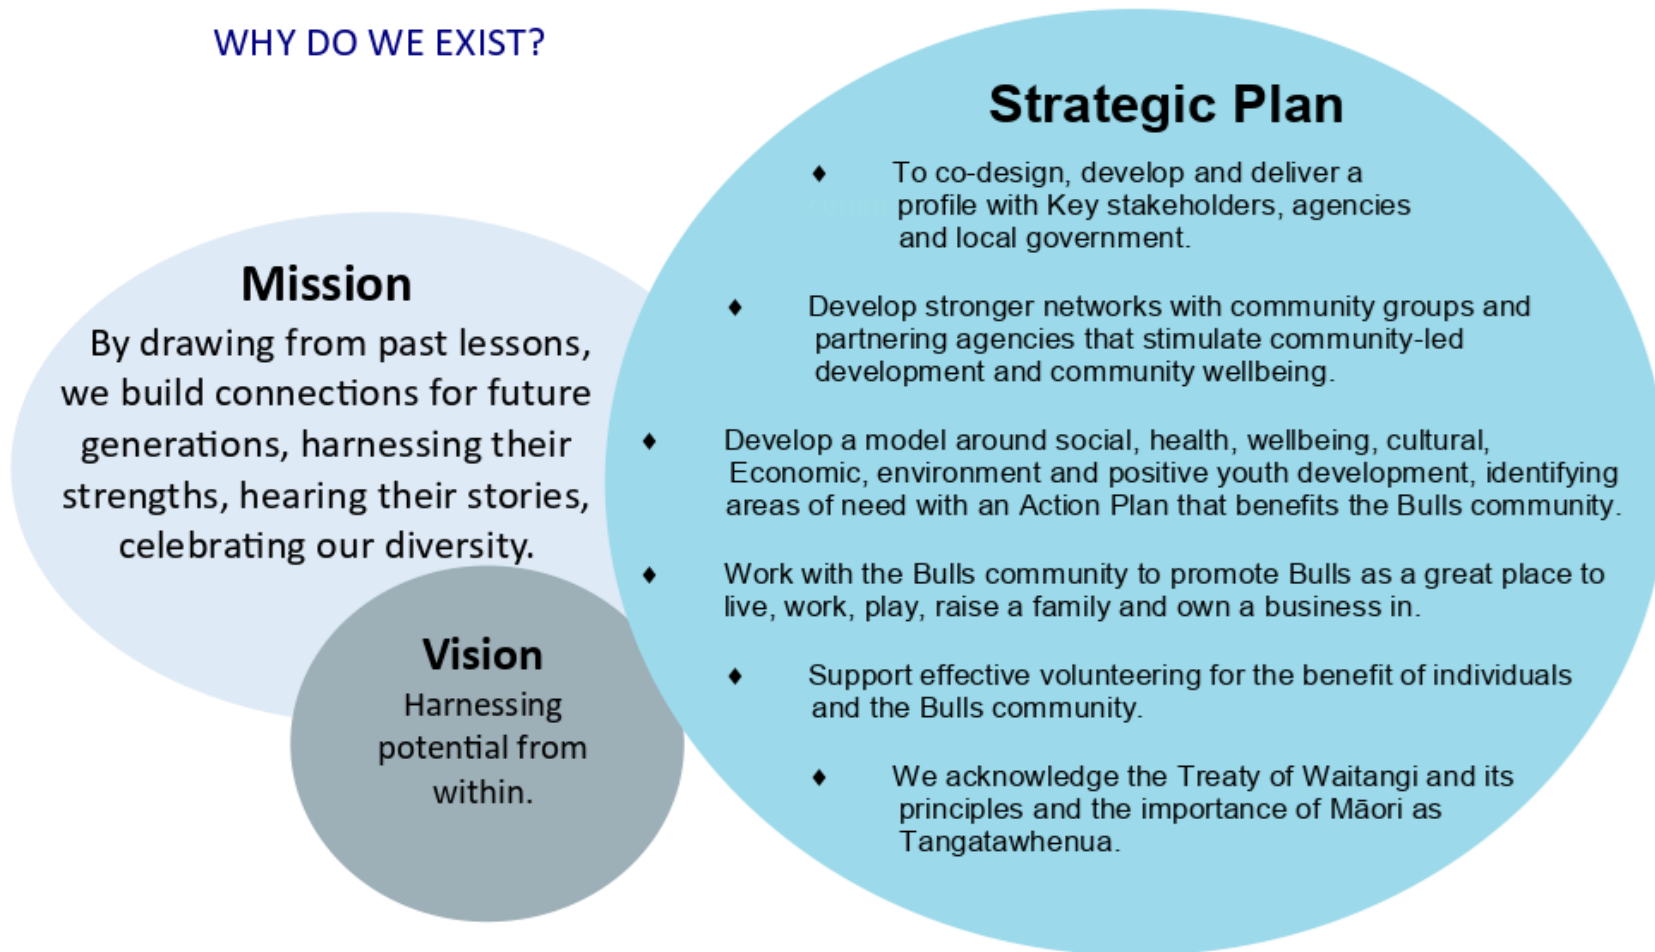 WHY DO WE EXIST?
Mission
By drawing from past lessons,
we build connections for future
generations, harnessing their
strengths, hearing their stories,
celebrating our diversity.
Vision
Harnessing
potential from
within.
Strategic Plan
♦ To co-design, develop and deliver a
profile with Key stakeholders, agencies
and local government.
♦ Develop stronger networks with community groups and
partnering agencies that stimulate community-led
development and community wellbeing.
♦ Develop a model around social, health, wellbeing, cultural,
Economic, environment and positive youth development, identifying
areas of need with an Action Plan that benefits the Bulls community.
♦ Work with the Bulls community to promote Bulls as a great place to
live, work, play, raise a family and own a business in.
♦ Support effective volunteering for the benefit of individuals
and the Bulls community.
♦ We acknowledge the Treaty of Waitangi and its
principles and the importance of Māori as
Tangatawhenua.